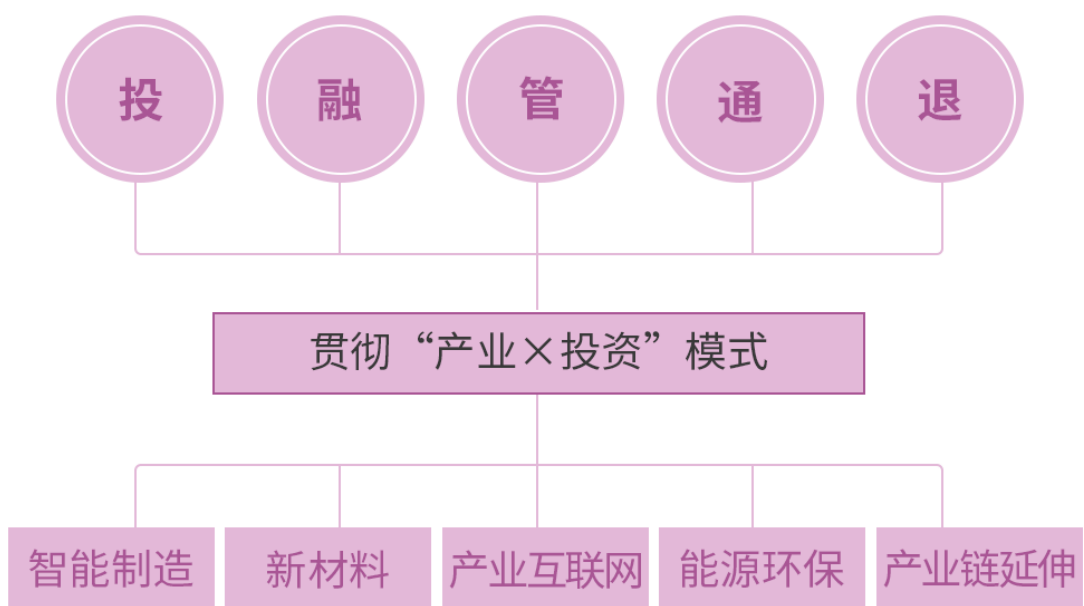 投
融
管
通
退
贯彻“产业×投资”模式
智能制造
新材料
产业互联网
能源环保
产业链延伸